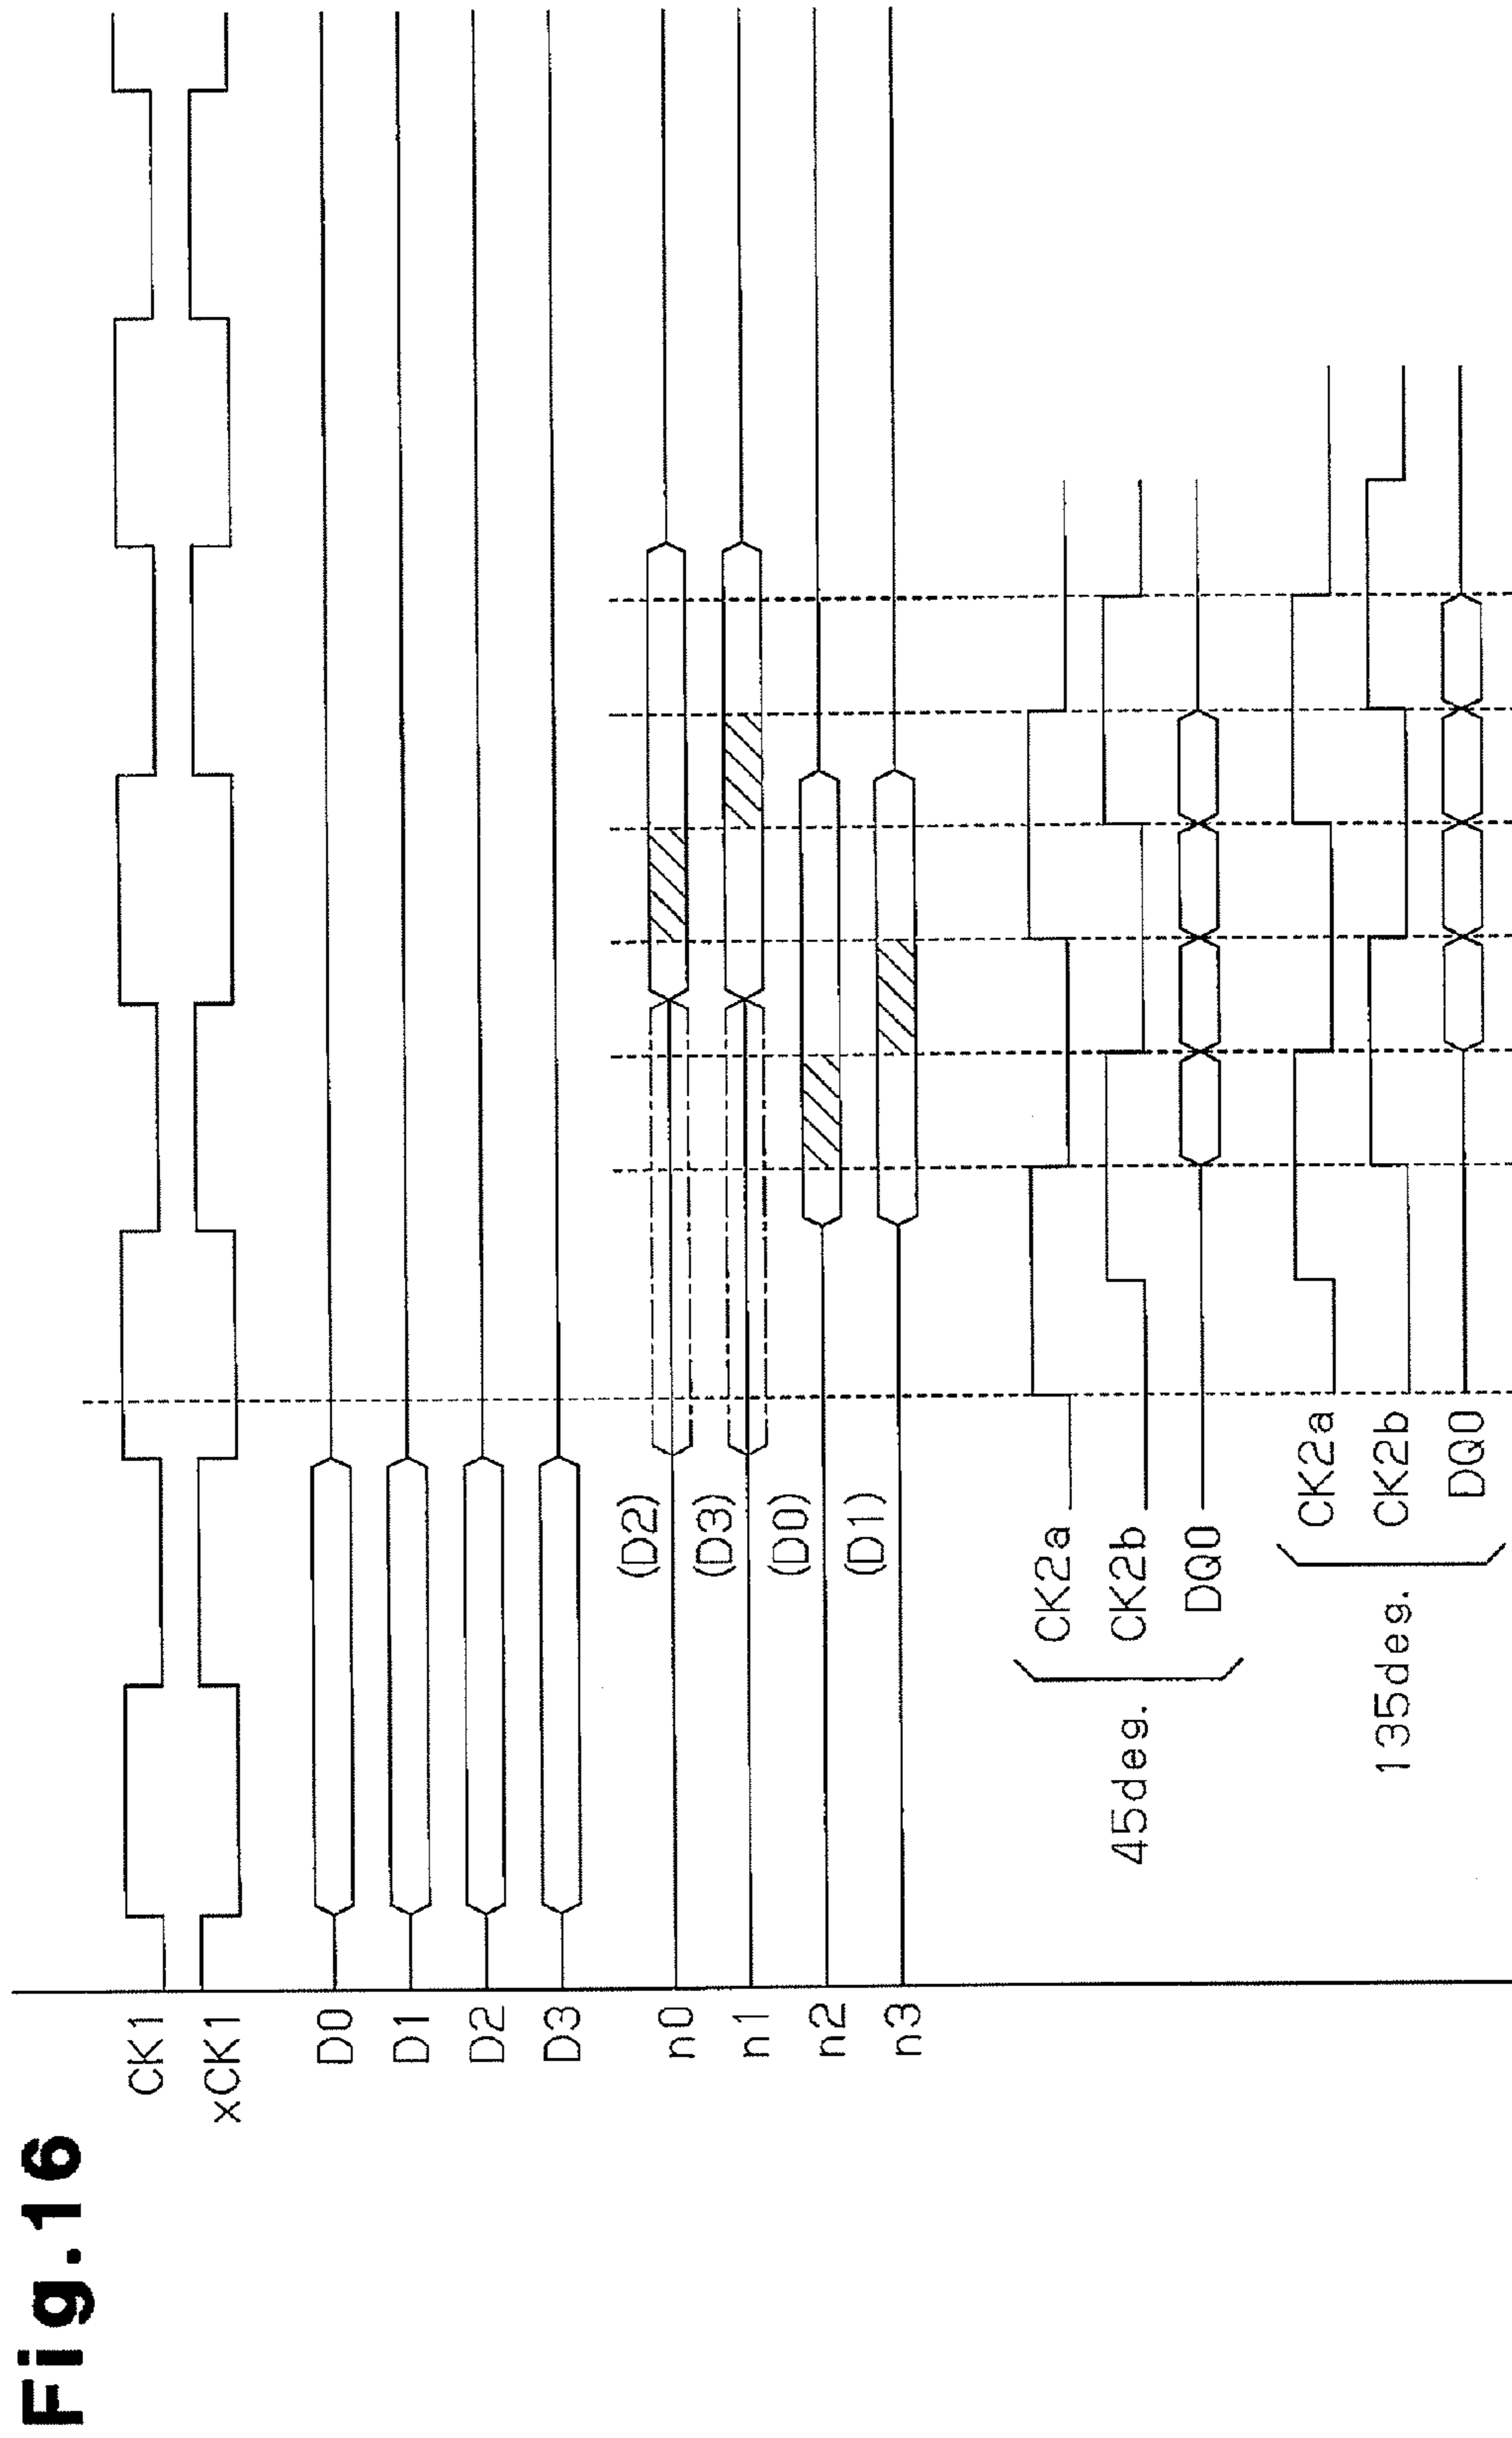 Fig.16
CK1
xCK1
D0
D1
D2
D3
n0
(D2)
n1
(D3)
n2
(D0)
n3
(D1)
45deg.
CK2a
CK2b
DQ0
135deg.
CK2a
CK2b
DQ0